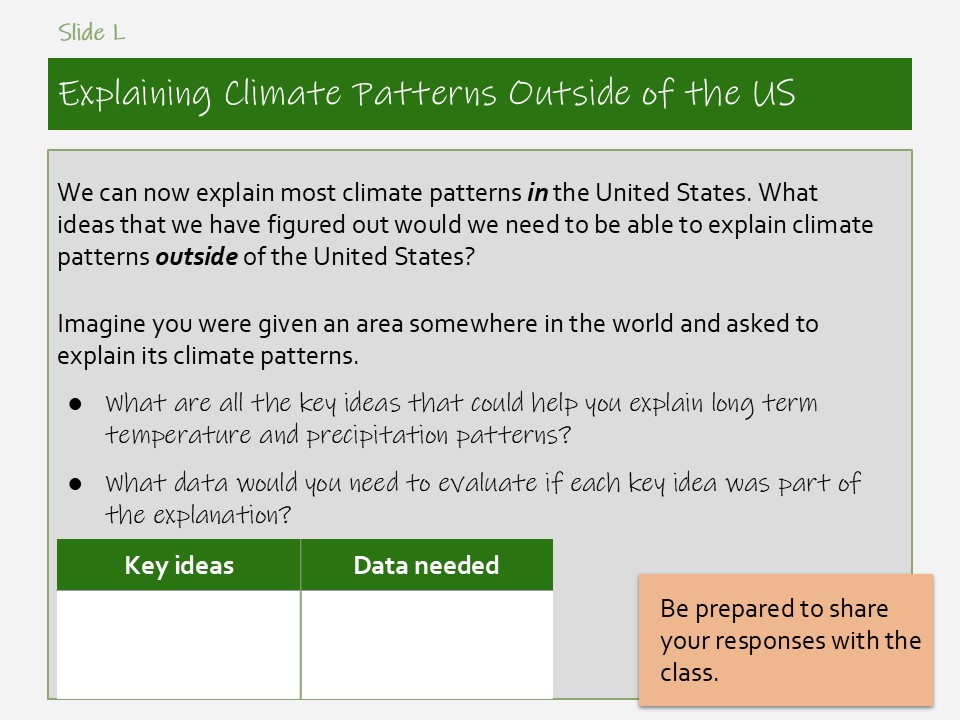 Slide L
Explaining Climate Patterns Outside of the US
We can now explain most climate patterns in the United States. What
ideas that we have figured out would we need to be able to explain climate
patterns outside of the United States?
Imagine you were given an area somewhere in the world and asked to
explain its climate patterns.
● What are all the key ideas that could help you explain long term
temperature and precipitation patterns?
● What data would you need to evaluate if each key idea was part of
the explanation?
Key ideas Data needed
Be prepared to share
your responses with the
class.